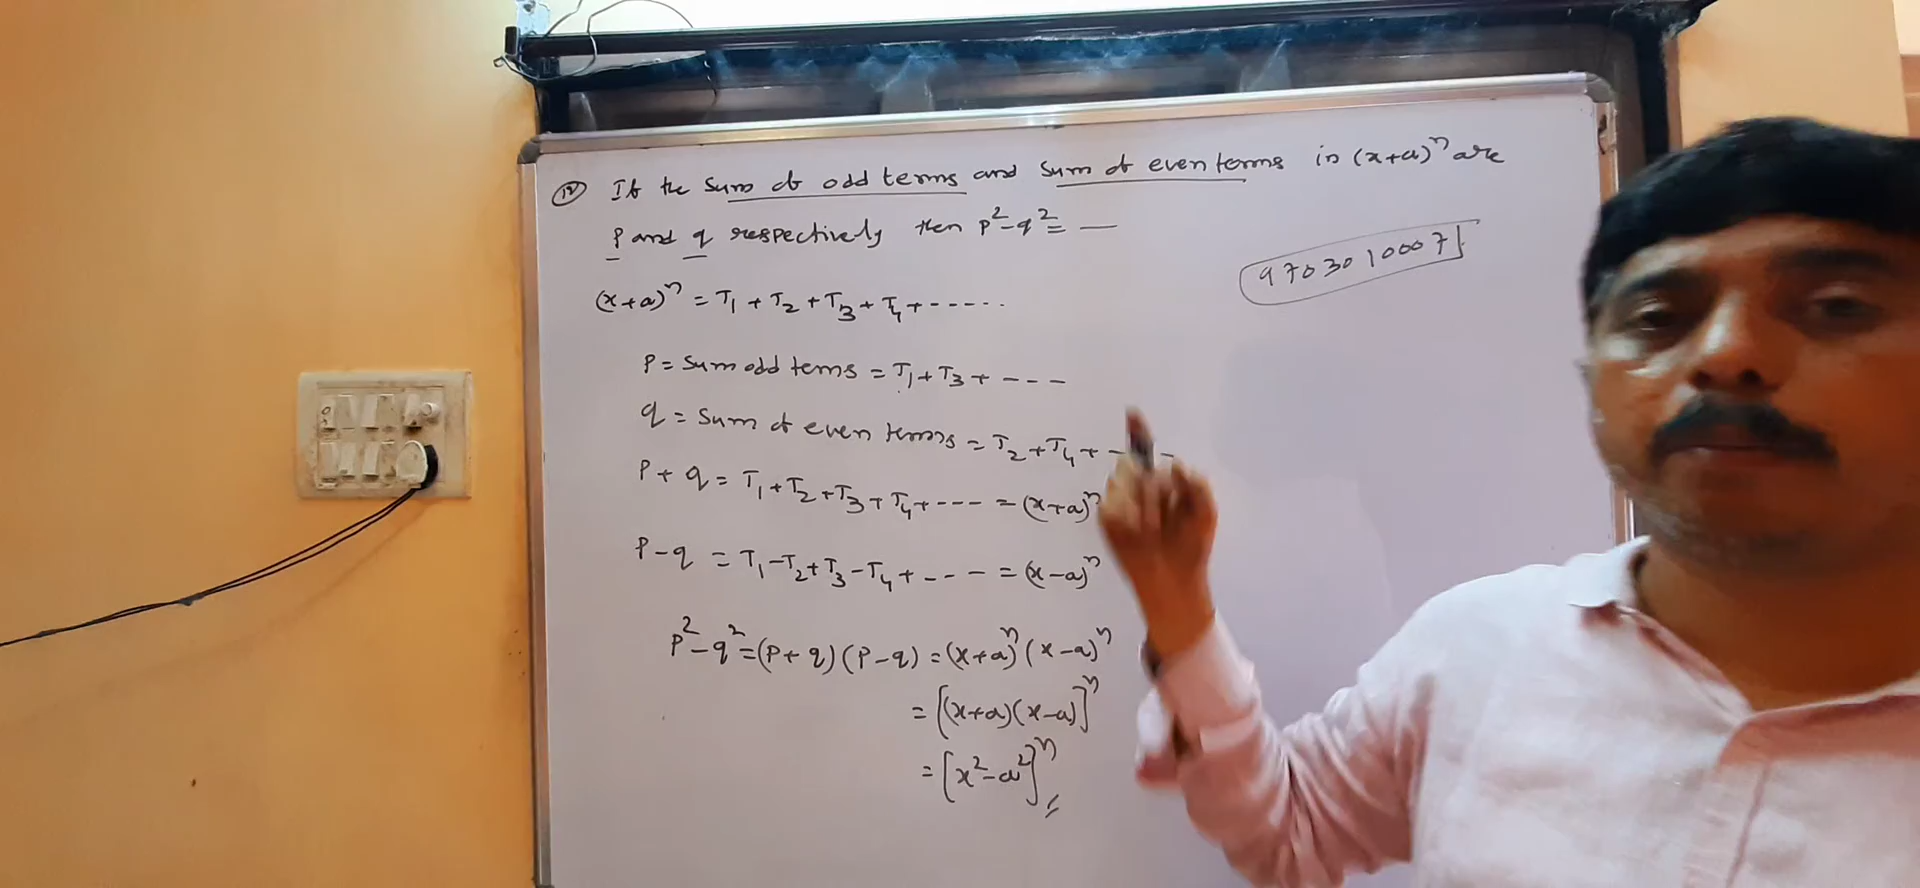 12 If the sum of odd terms and sum of even terms in (x+a)^n are
P and q respectively then P²-q² = —
9703010007
(x+a)^n = T₁ + T₂ + T₃ + T₄ + ------
P = Sum odd terms = T₁ + T₃ + ---
q = Sum of even terms = T₂ + T₄ + ---
P + q = T₁ + T₂ + T₃ + T₄ + ---- = (x+a)^n
P - q = T₁ - T₂ + T₃ - T₄ + ---- = (x-a)^n
P² - q² = (P+q)(P-q) = (x+a)^n (x-a)^n
= [(x+a)(x-a)]^n
= [x²-a²]^n